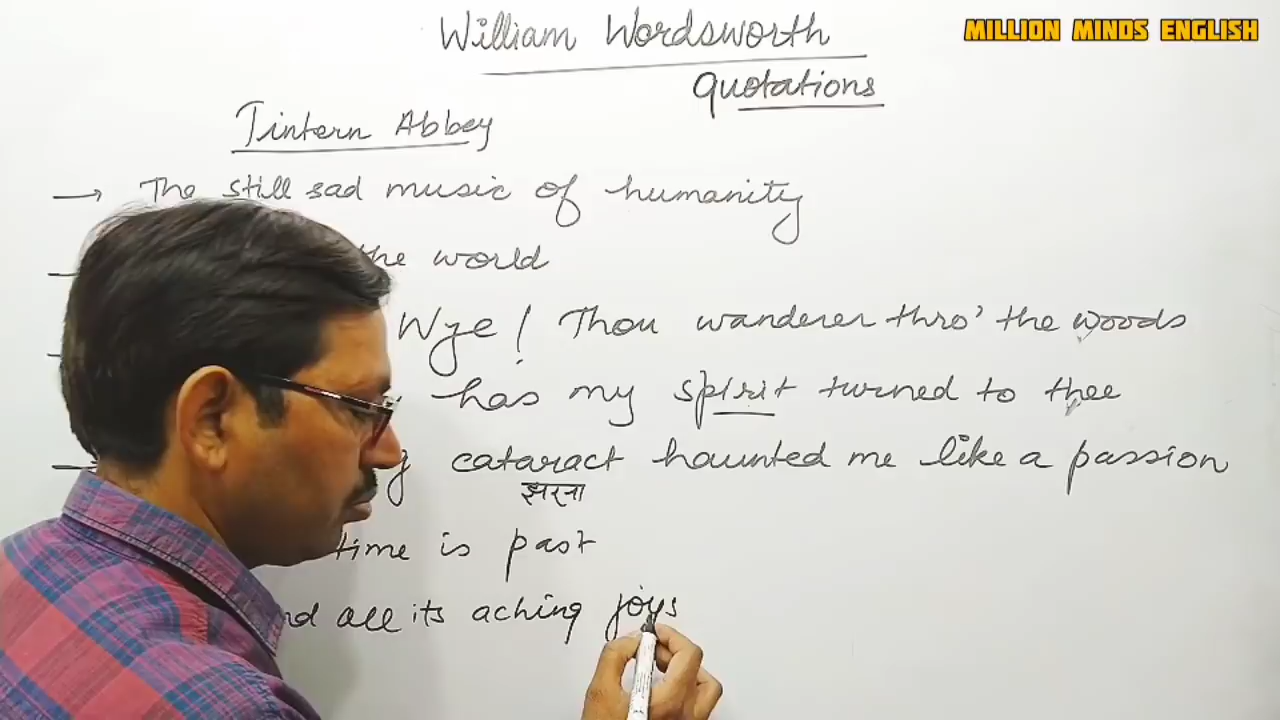 MILLION MINDS ENGLISH
William Wordsworth
Quotations
Tintern Abbey
→ The still sad music of humanity
the world
Wye! Thou wanderer thro' the woods
has my spirit turned to thee
cataract haunted me like a passion
झरना
time is past
all its aching joys